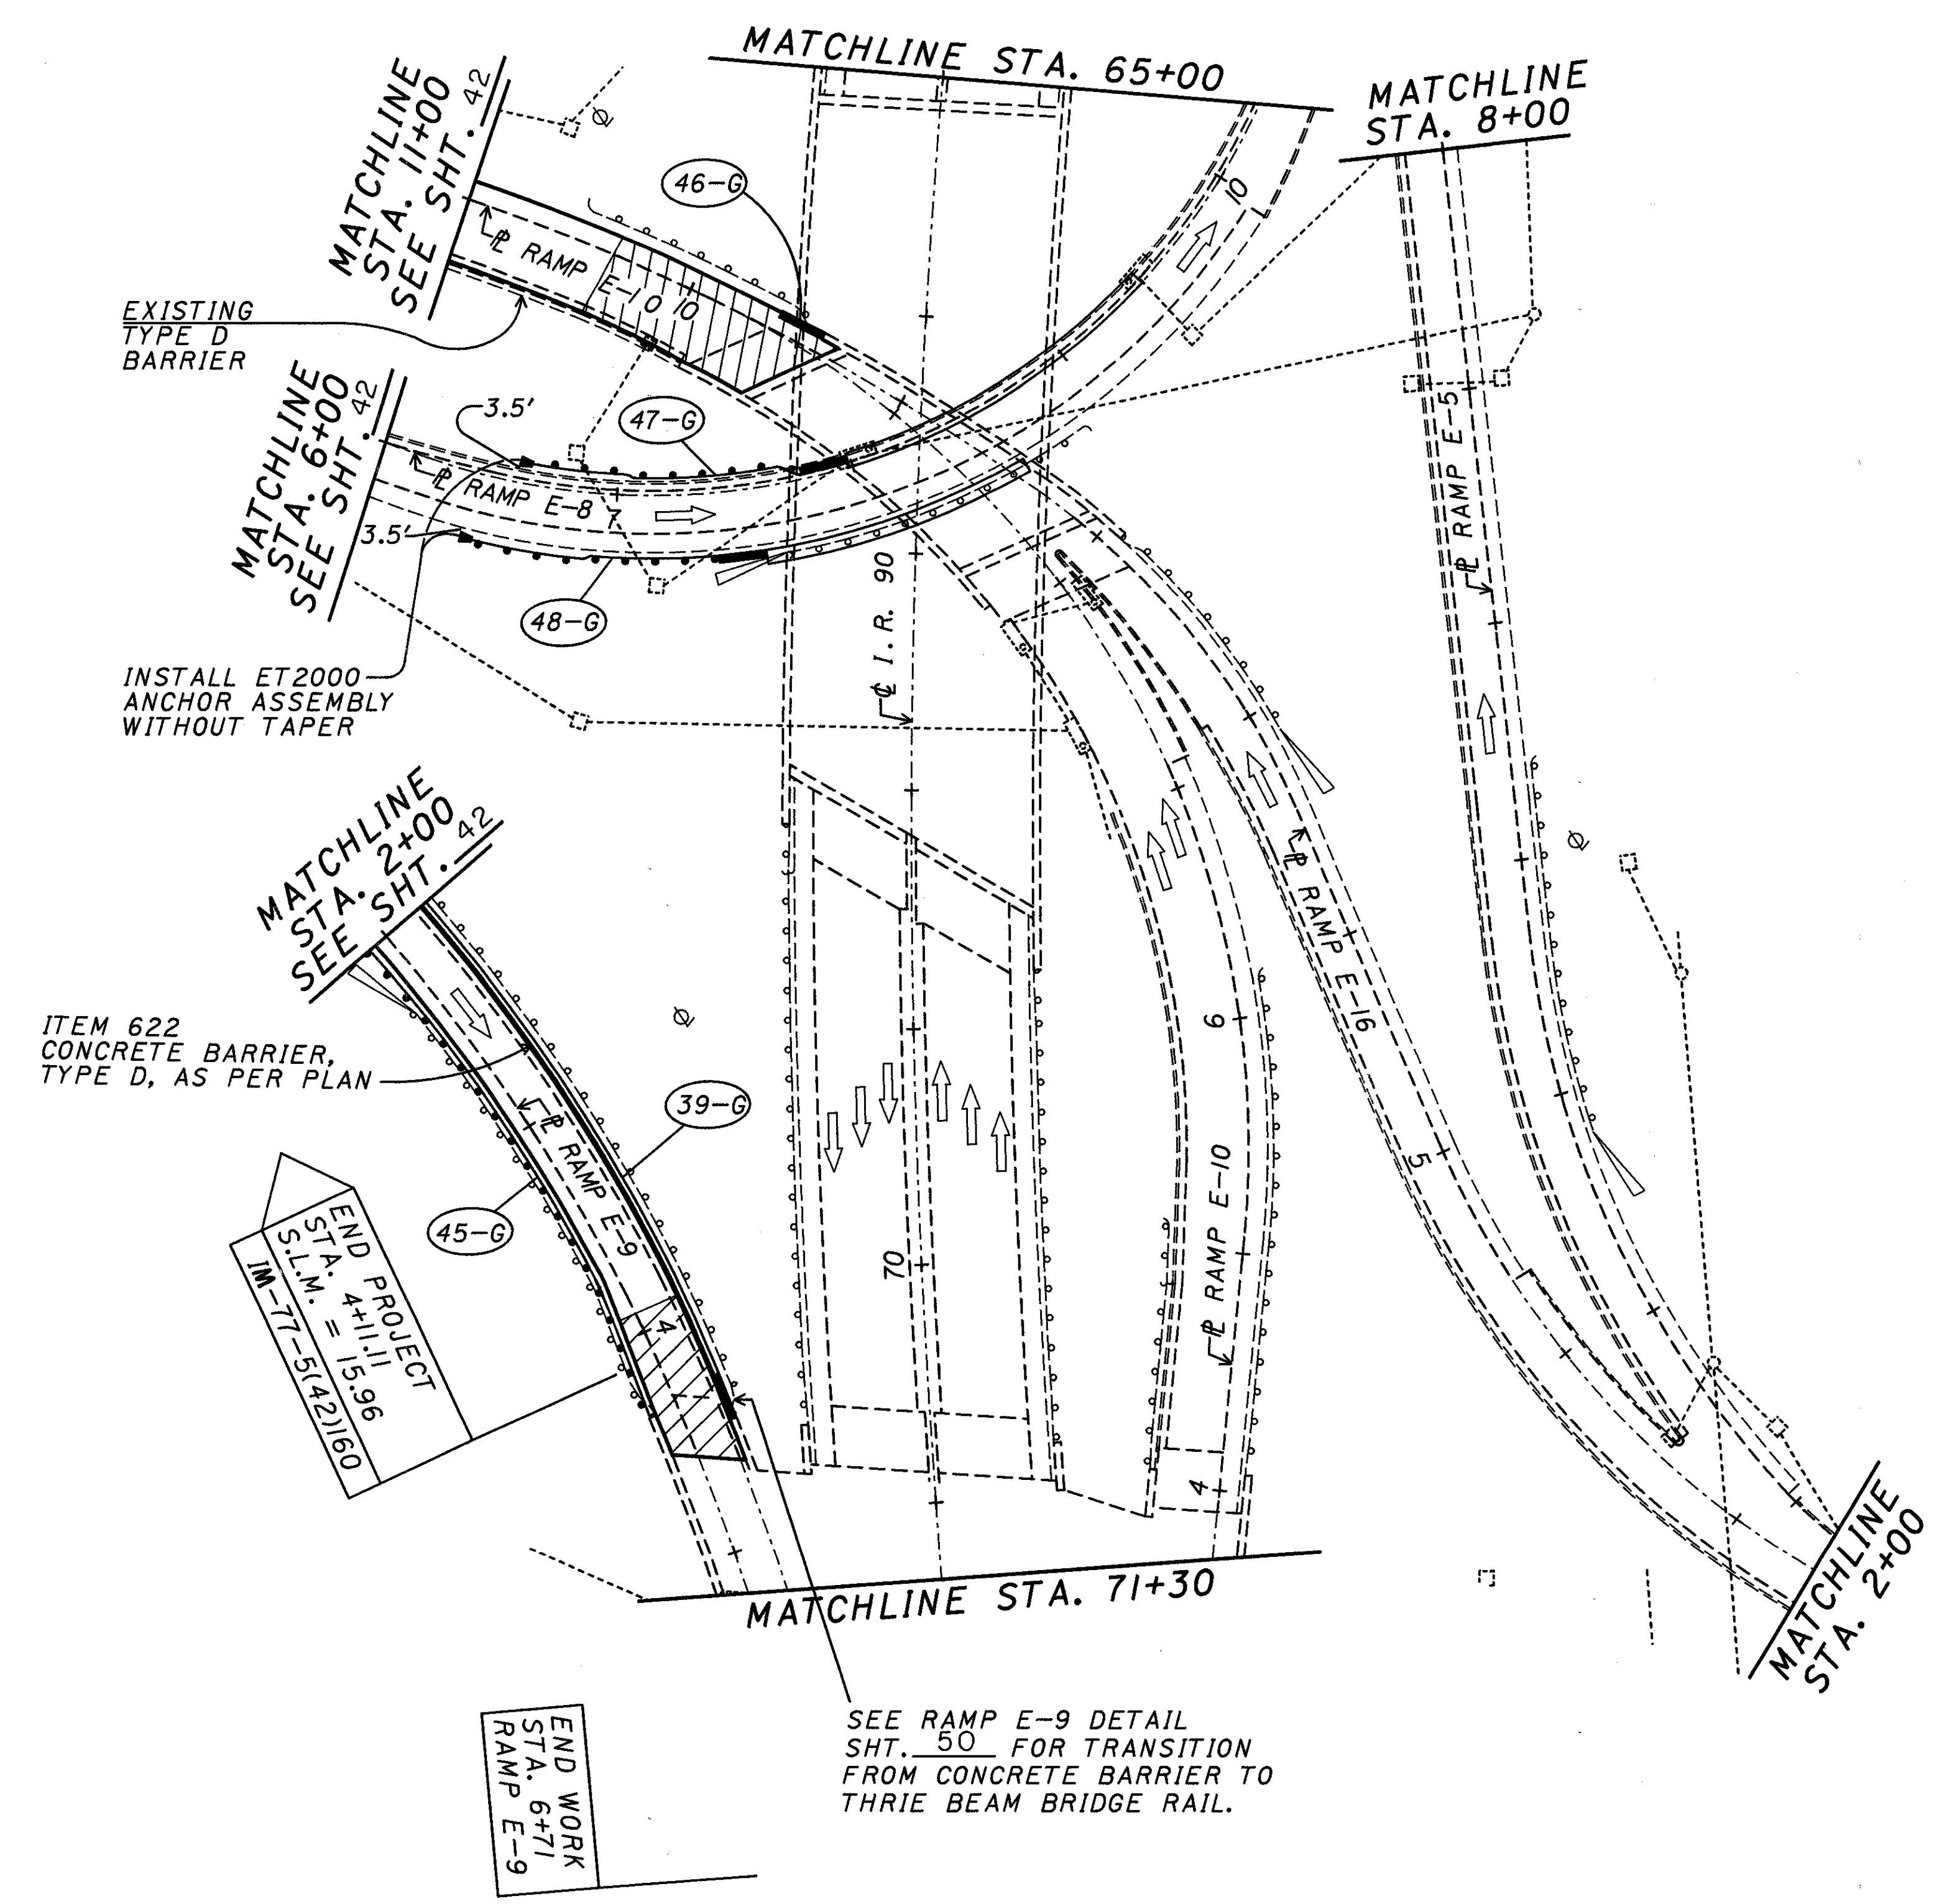 MATCHLINE STA. 65+00
MATCHLINE
STA. 8+00
MATCHLINE
STA. 11+00
SEE SHT. 42
46-G
10
℄ RAMP
E-10 10
EXISTING
TYPE D
BARRIER
MATCHLINE
STA. 6+00
SEE SHT. 42
3.5'
47-G
℄ RAMP E-8 7
3.5'
48-G
℄ I.R. 90
℄ RAMP E-5
INSTALL ET2000
ANCHOR ASSEMBLY
WITHOUT TAPER
MATCHLINE
STA. 2+00
SEE SHT. 42
℄ RAMP E-16
6
ITEM 622
CONCRETE BARRIER,
TYPE D, AS PER PLAN
39-G
℄ RAMP E-9
45-G
5
70
℄ RAMP E-10
4
4
END PROJECT
STA. 4+11.11
S.L.M. = 15.96
IM-77-5(42)160
MATCHLINE STA. 71+30
MATCHLINE
STA. 2+00
SEE RAMP E-9 DETAIL
SHT. 50 FOR TRANSITION
FROM CONCRETE BARRIER TO
THRIE BEAM BRIDGE RAIL.
END WORK
STA. 6+71
RAMP E-9